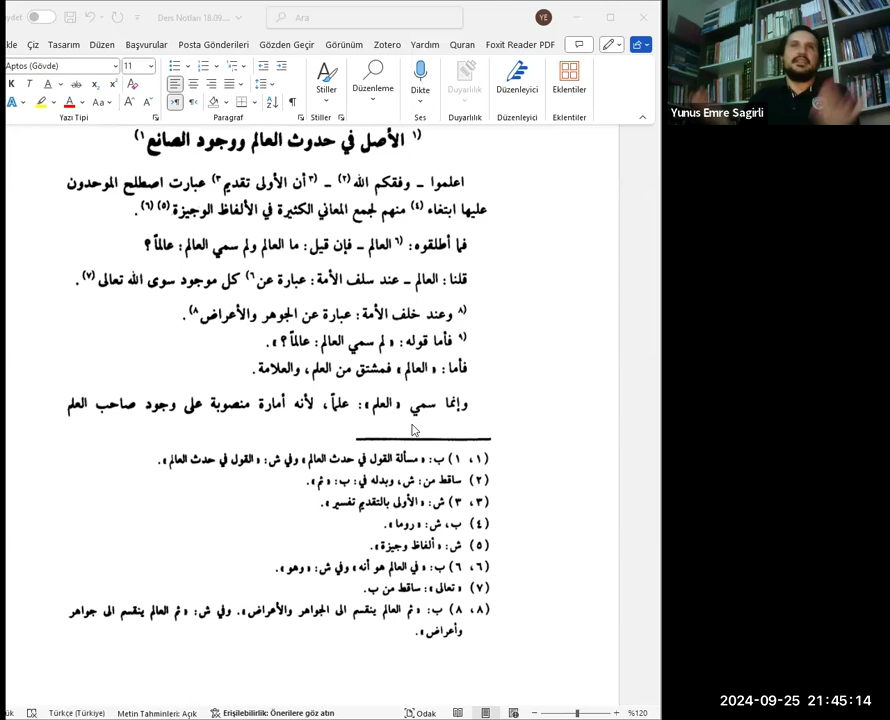 aydet
Ders Notları 18.09....
Ara
YE
kle Çiz Tasarım Düzen Başvurular Posta Gönderileri Gözden Geçir Görünüm Zotero Yardım Quran Foxit Reader PDF
Aptos (Gövde) 11
K T A ab x₂ x²
A A Aa A A
Stiller Düzenleme Dikte Duyarlılık Düzenleyici Eklentiler
Yazı Tipi Paragraf Stiller Ses Duyarlılık Düzenleyici Eklentiler
Yunus Emre Sagirli
(١ الأصل في حدوث العالم ووجود الصانع ١)
اعلموا ـ وفقكم الله (٢) ـ (٣ أن الأولى تقديم ٣) عبارت اصطلح الموحدون
عليها ابتغاء (٤) منهم لجمع المعاني الكثيرة في الألفاظ الوجيزة (٥) (٦) .
فما أطلقوه : (٦ العالم ـ فإن قيل : ما العالم ولم سمي العالم : عالماً ؟
قلنا : العالم ـ عند سلف الأمة : عبارة عن ٦) كل موجود سوى الله تعالى (٧) .
(٨ وعند خلف الأمة : عبارة عن الجوهر والأعراض ٨) .
(٩ فأما قوله : « لم سمي العالم : عالماً ؟ » .
فأما : « العالم » فمشتق من العلم ، والعلامة .
وإنما سمي « العلم » : علماً ، لأنه أمارة منصوبة على وجود صاحب العلم
(١ ، ١) ب : « مسألة القول في حدث العالم » وفي ش : « القول في حدث العالم » .
(٢) ساقط من : ش ، وبدله في : ب : « ثم » .
(٣ ، ٣) ش : « الأولى بالتقديم تفسير » .
(٤) ب ، ش : « روما » .
(٥) ش : « ألفاظ وجيزة » .
(٦ ، ٦) ب : « في العالم هو أنه » وفي ش : « وهو » .
(٧) « تعالى » : ساقط من ب .
(٨ ، ٨) ب : « ثم العالم ينقسم الى الجواهر والأعراض » . وفي ش : « ثم العالم ينقسم الى جواهر
وأعراض » .
Türkçe (Türkiye) Metin Tahminleri: Açık Erişilebilirlik: Önerilere göz atın Odak %120
2024-09-25 21:45:14